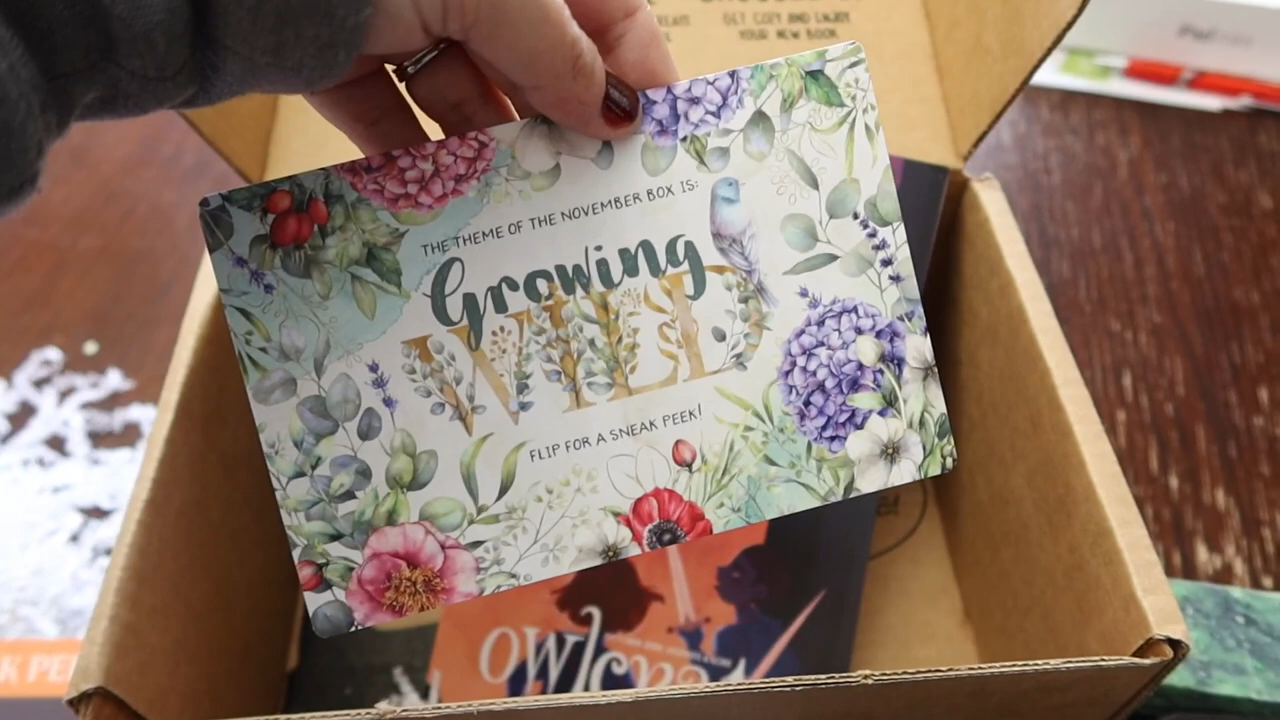 GET COZY AND ENJOY
YOUR NEW BOOK
THE THEME OF THE NOVEMBER BOX IS:
Growing
WILD
FLIP FOR A SNEAK PEEK!
OWLCRATE